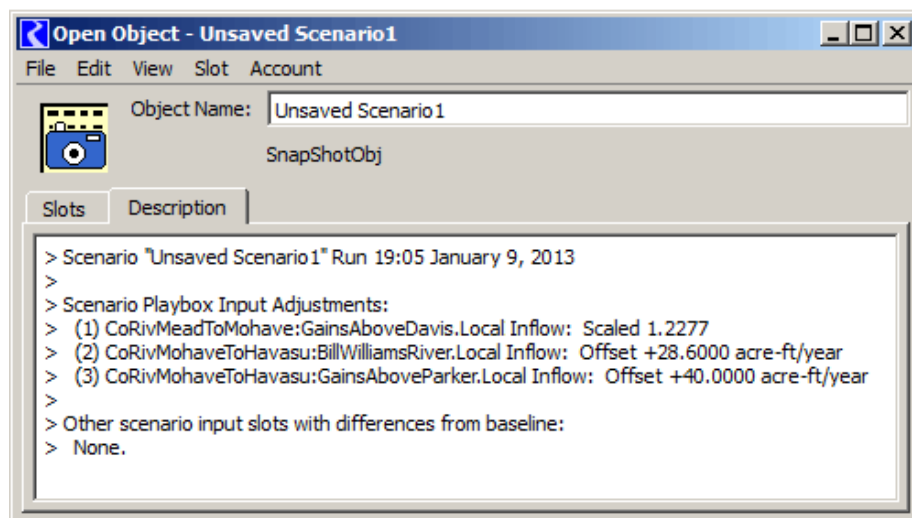 Open Object - Unsaved Scenario1
File Edit View Slot Account
Object Name: Unsaved Scenario1
SnapShotObj
Slots Description
> Scenario "Unsaved Scenario1" Run 19:05 January 9, 2013
>
> Scenario Playbox Input Adjustments:
> (1) CoRivMeadToMohave:GainsAboveDavis.Local Inflow: Scaled 1.2277
> (2) CoRivMohaveToHavasu:BillWilliamsRiver.Local Inflow: Offset +28.6000 acre-ft/year
> (3) CoRivMohaveToHavasu:GainsAboveParker.Local Inflow: Offset +40.0000 acre-ft/year
>
> Other scenario input slots with differences from baseline:
> None.